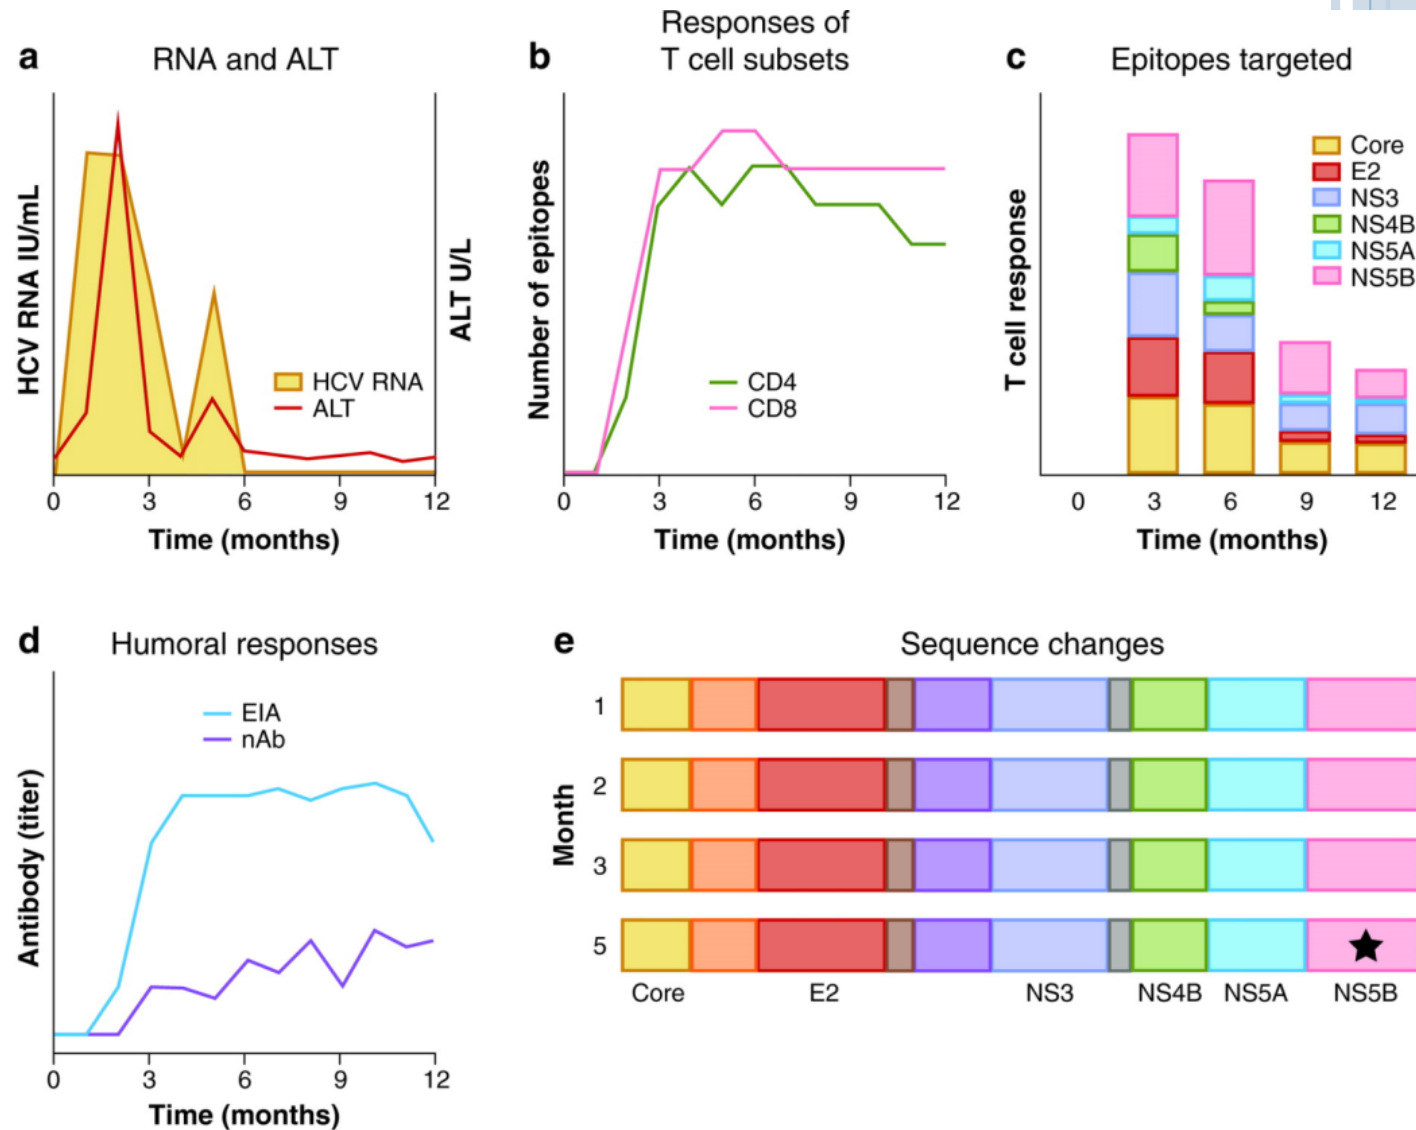 a
RNA and ALT
HCV RNA IU/mL
ALT U/L
HCV RNA
ALT
0 3 6 9 12
Time (months)
b
Responses of
T cell subsets
Number of epitopes
CD4
CD8
0 3 6 9 12
Time (months)
c
Epitopes targeted
T cell response
Core
E2
NS3
NS4B
NS5A
NS5B
0 3 6 9 12
Time (months)
d
Humoral responses
Antibody (titer)
EIA
nAb
0 3 6 9 12
Time (months)
e
Sequence changes
Month
1
2
3
5
Core E2 NS3 NS4B NS5A NS5B